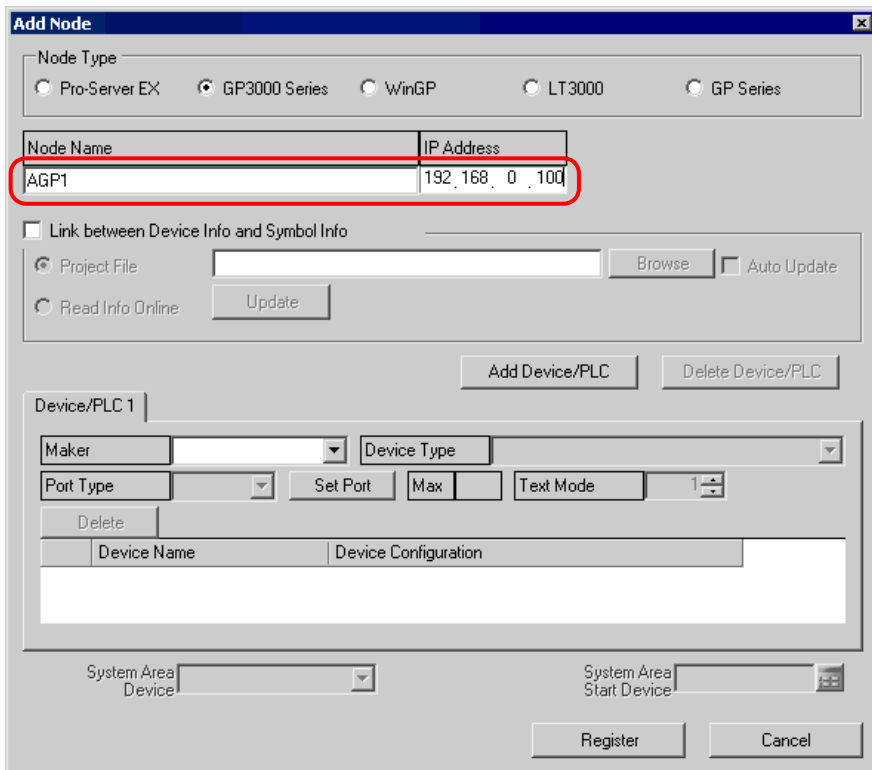 Add Node
Node Type
Pro-Server EX GP3000 Series WinGP LT3000 GP Series
Node Name IP Address
AGP1 192.168. 0 .100
Link between Device Info and Symbol Info
Project File Browse Auto Update
Read Info Online Update
Add Device/PLC Delete Device/PLC
Device/PLC 1
Maker Device Type
Port Type Set Port Max Text Mode 1
Delete
Device Name Device Configuration
System Area Device System Area Start Device
Register Cancel